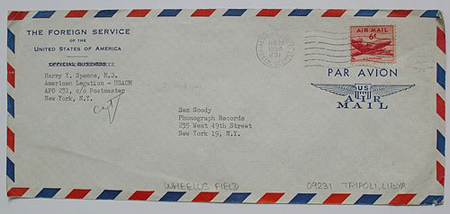 THE FOREIGN SERVICE
OF THE
UNITED STATES OF AMERICA
OFFICIAL BUSINESS
Harry Y. Spence, M.D.
American Legation - USAOM
APO 231, c/o Postmaster
New York, N.Y.
231
AIR MAIL
6¢
PAR AVION
US
AIR
MAIL
Sam Goody
Phonograph Records
235 West 49th Street
New York 19, N.Y.
WHEELUS FIELD
09231 TRIPOLI, LIBYA